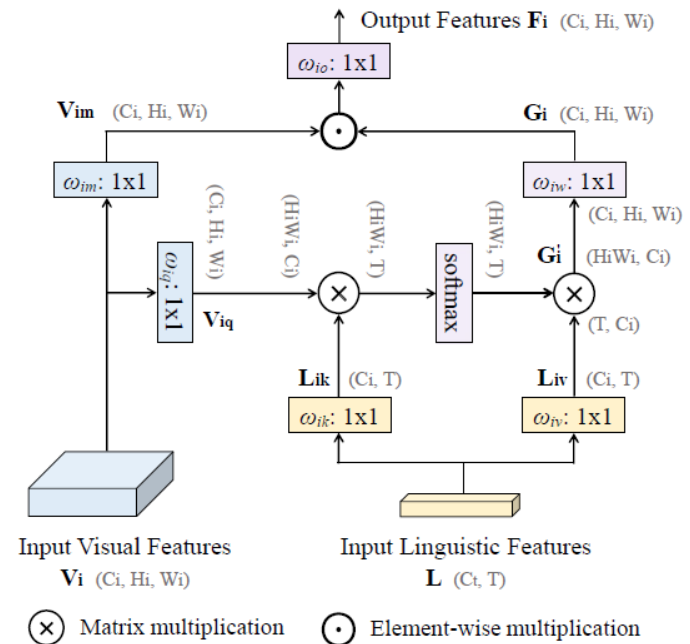 Output Features Fi (Ci, Hi, Wi)
ωio: 1x1
Vim (Ci, Hi, Wi)
Gi (Ci, Hi, Wi)
ωim: 1x1
ωiw: 1x1
(Ci, Hi, Wi)
(HiWi, Ci)
(HiWi, T)
(HiWi, T)
(Ci, Hi, Wi)
G'i (HiWi, Ci)
ωiq: 1x1
softmax
Viq
(T, Ci)
Lik (Ci, T)
Liv (Ci, T)
ωik: 1x1
ωiv: 1x1
Input Visual Features
Vi (Ci, Hi, Wi)
Input Linguistic Features
L (Ct, T)
Matrix multiplication
Element-wise multiplication